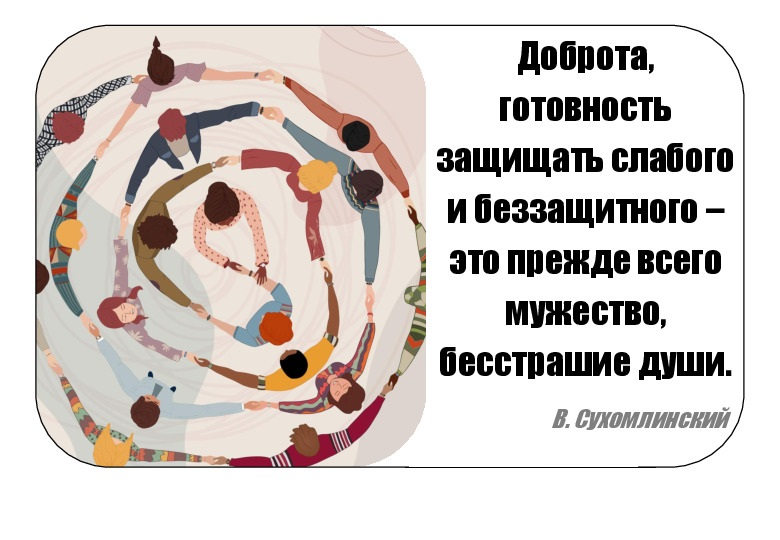 Доброта,
готовность
защищать слабого
и беззащитного –
это прежде всего
мужество,
бесстрашие души.
В. Сухомлинский